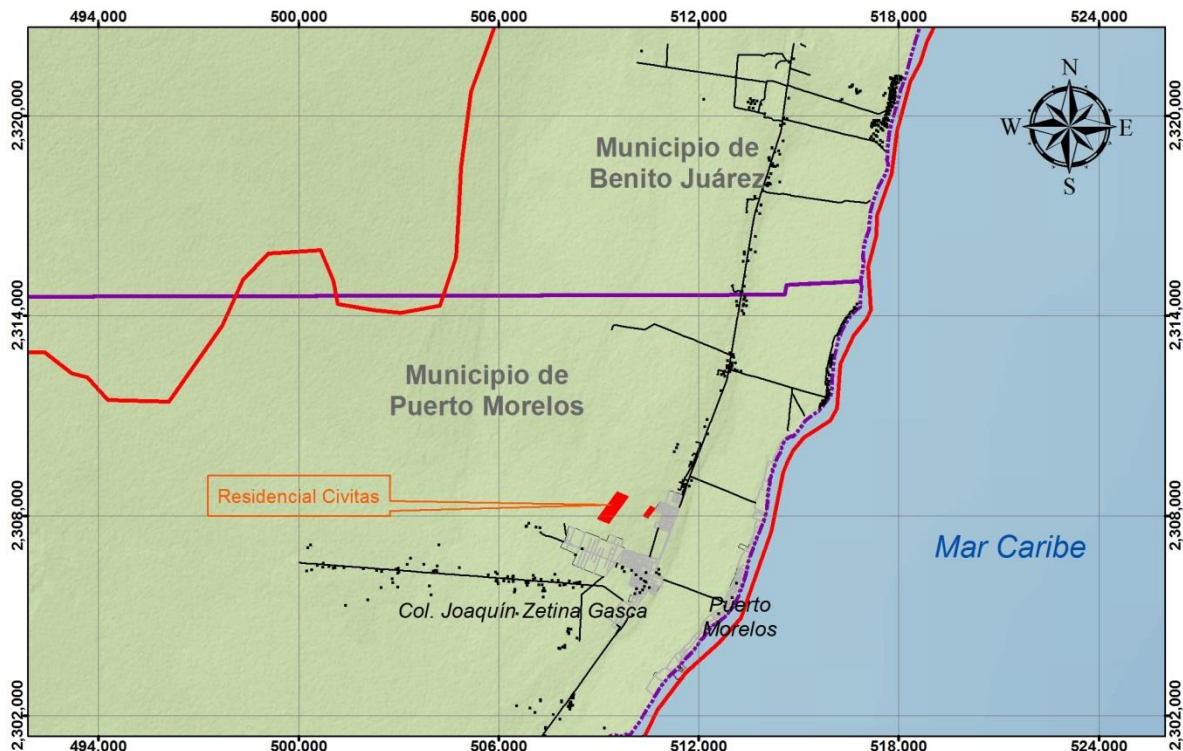 494,000 500,000 506,000 512,000 518,000 524,000
N
W E
S
2,320,000 2,320,000
Municipio de
Benito Juárez
2,314,000 2,314,000
Municipio de
Puerto Morelos
Residencial Civitas
2,308,000 2,308,000
Mar Caribe
Col. Joaquín Zetina Gasca
Puerto
Morelos
2,302,000 2,302,000
494,000 500,000 506,000 512,000 518,000 524,000